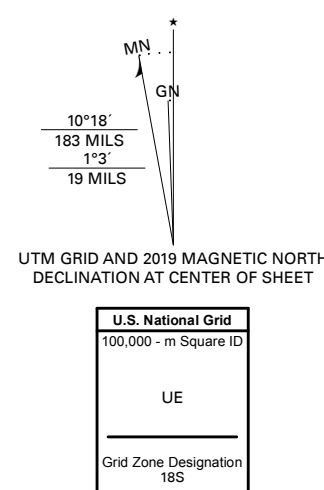 ★
MN
GN
10°18´
183 MILS
1°3´
19 MILS
UTM GRID AND 2019 MAGNETIC NORTH
DECLINATION AT CENTER OF SHEET
U.S. National Grid
100,000 - m Square ID
UE
Grid Zone Designation
18S